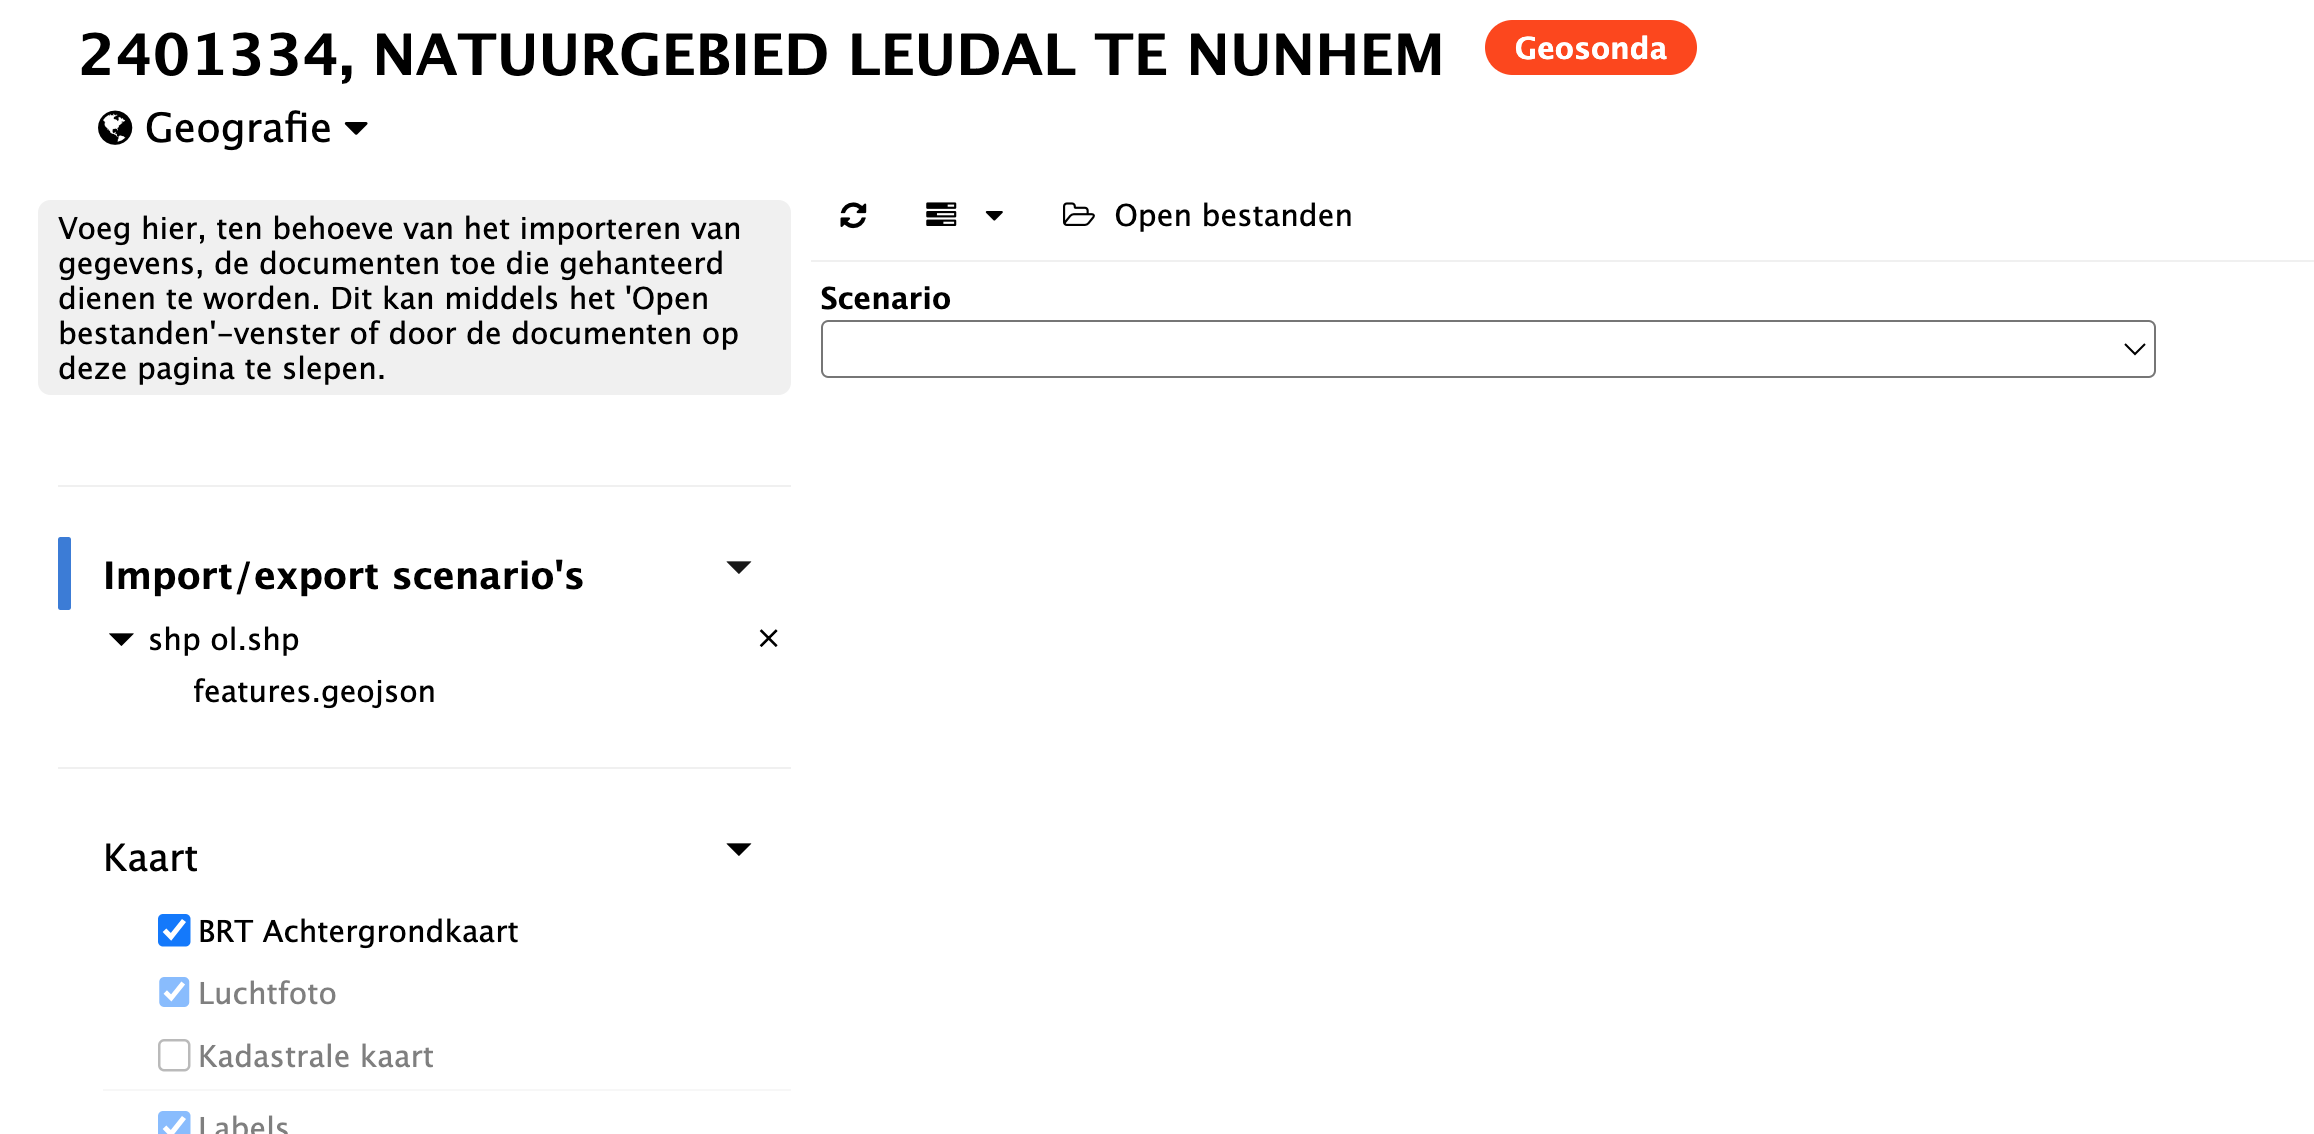 2401334, NATUURGEBIED LEUDAL TE NUNHEM
Geosonda
Geografie
Voeg hier, ten behoeve van het importeren van
gegevens, de documenten toe die gehanteerd
dienen te worden. Dit kan middels het 'Open
bestanden'-venster of door de documenten op
deze pagina te slepen.
Open bestanden
Scenario
Import/export scenario's
shp ol.shp
features.geojson
Kaart
BRT Achtergrondkaart
Luchtfoto
Kadastrale kaart
Labels